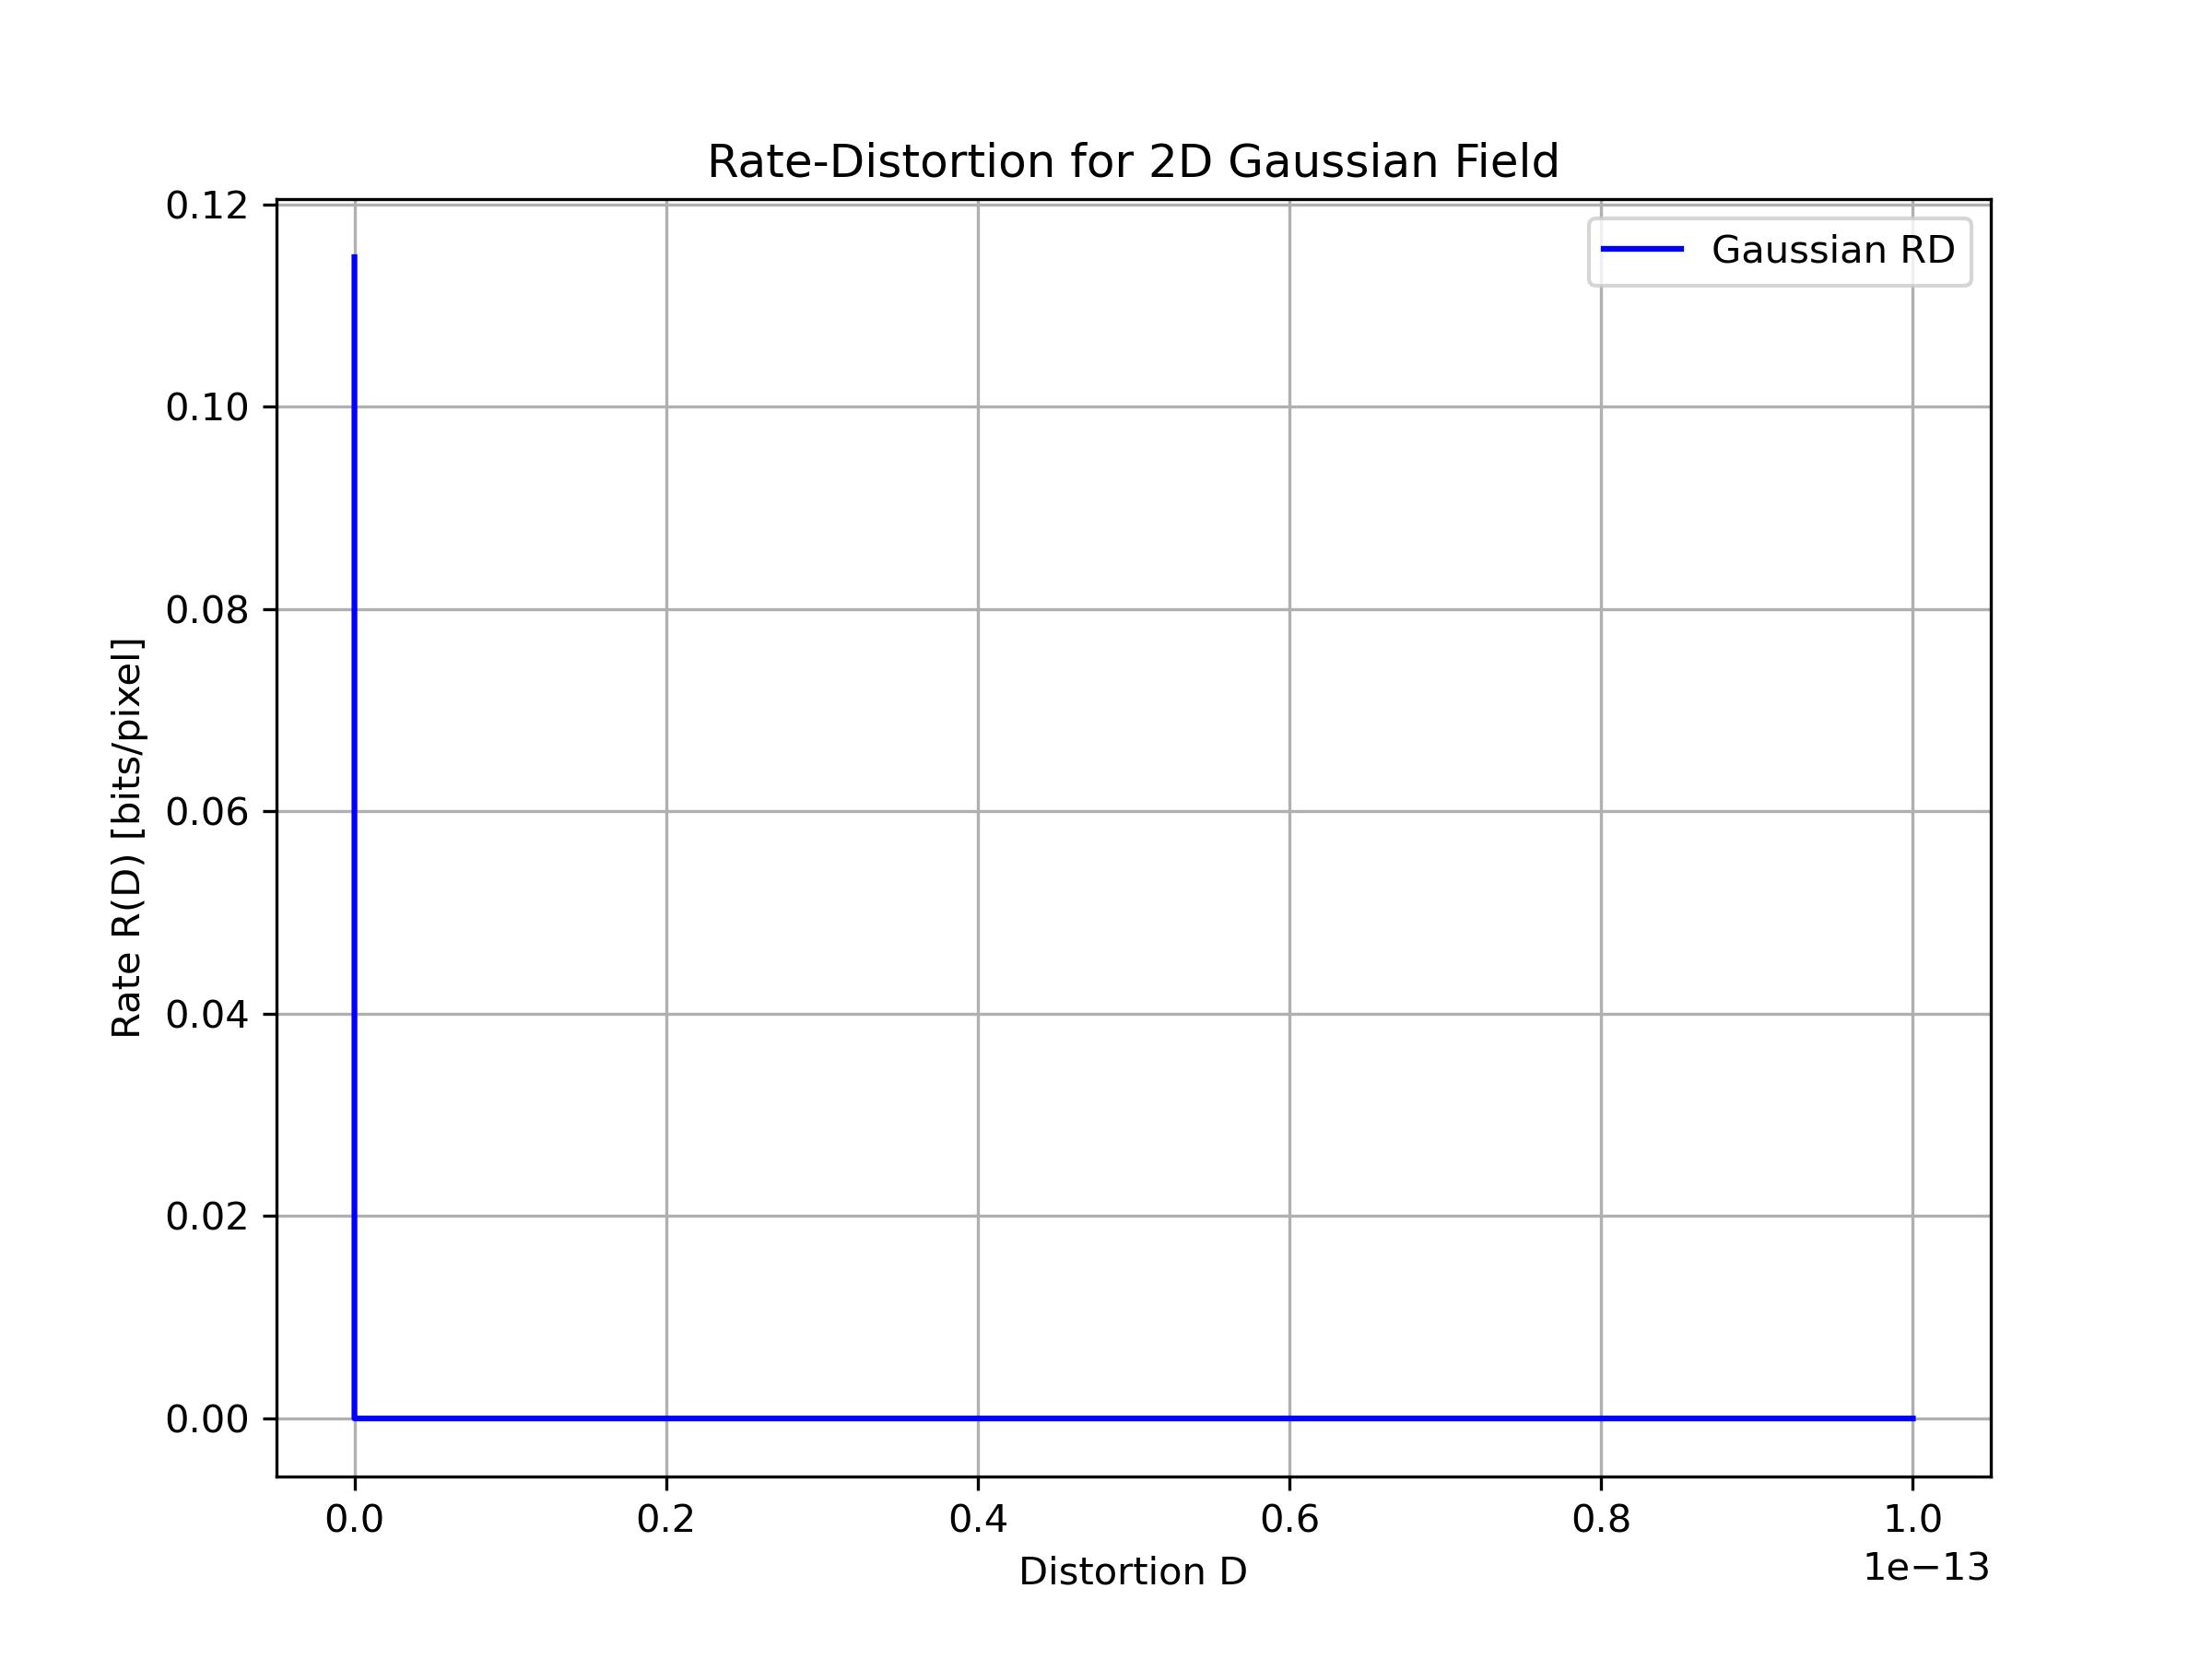 Rate-Distortion for 2D Gaussian Field
Gaussian RD
Rate R(D) [bits/pixel]
0.12
0.10
0.08
0.06
0.04
0.02
0.00
0.0 0.2 0.4 0.6 0.8 1.0
1e−13
Distortion D